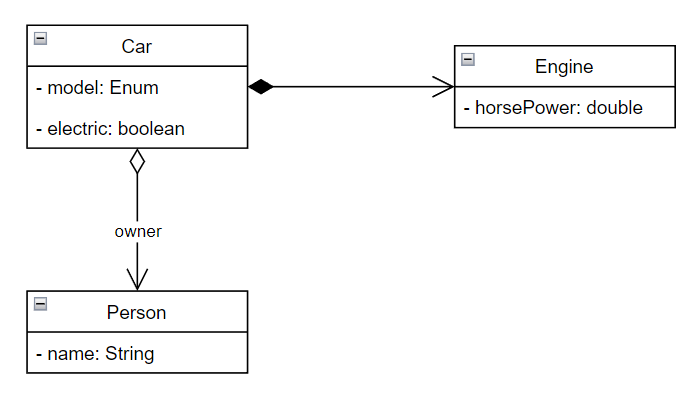 Car
- model: Enum
- electric: boolean
Engine
- horsePower: double
owner
Person
- name: String